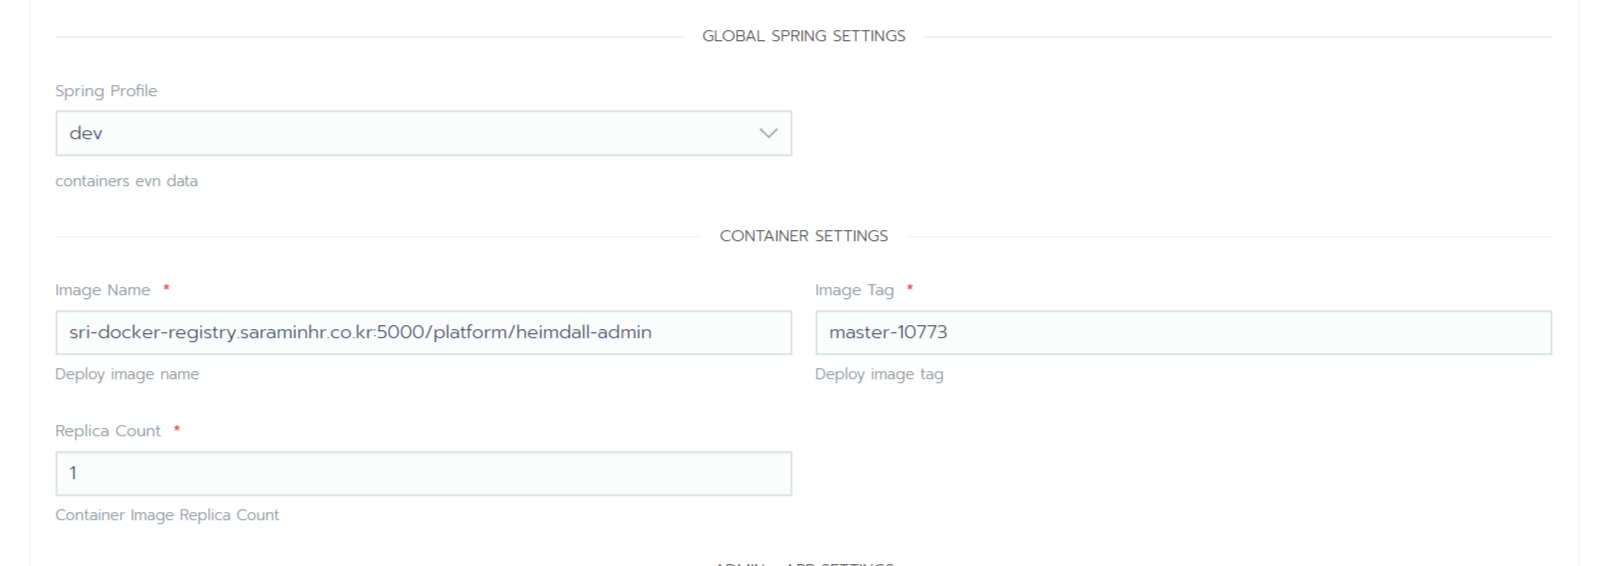 GLOBAL SPRING SETTINGS
Spring Profile
dev
containers evn data
CONTAINER SETTINGS
Image Name *
Image Tag *
sri-docker-registry.saraminhr.co.kr:5000/platform/heimdall-admin
master-10773
Deploy image name
Deploy image tag
Replica Count *
1
Container Image Replica Count